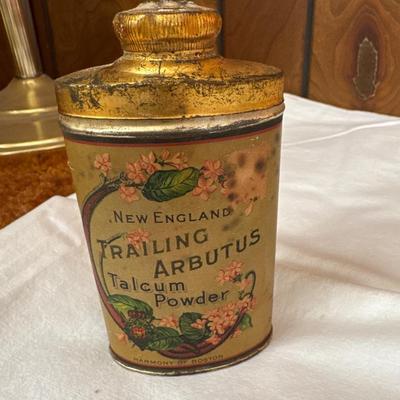 NEW ENGLAND
TRAILING
ARBUTUS
Talcum
Powder
HARMONY OF BOSTON